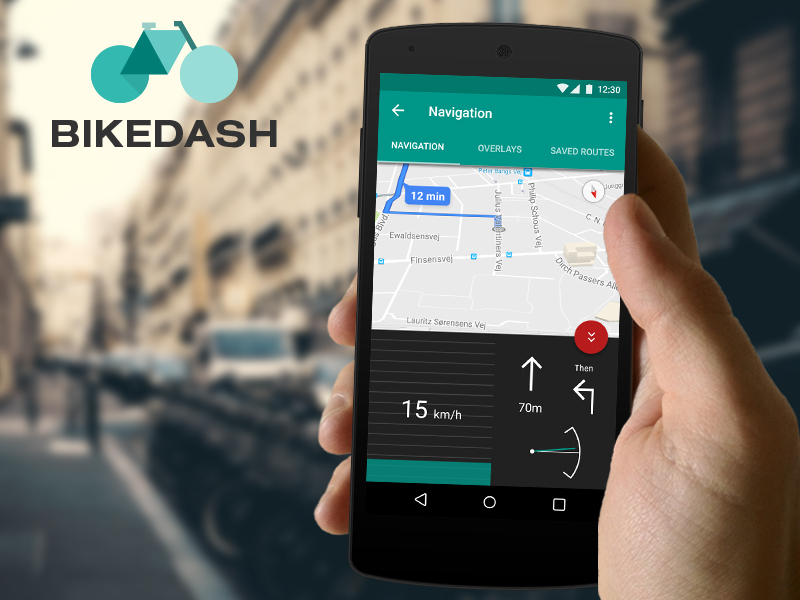 BIKEDASH
12:30
Navigation
NAVIGATION OVERLAYS SAVED ROUTES
12 min
Ewaldsensvej
Finsensvej
Philip Schous Vej
C.N.
Dirch Passers Alle
Lauritz Sørensens Vej
15 km/h
70m
Then